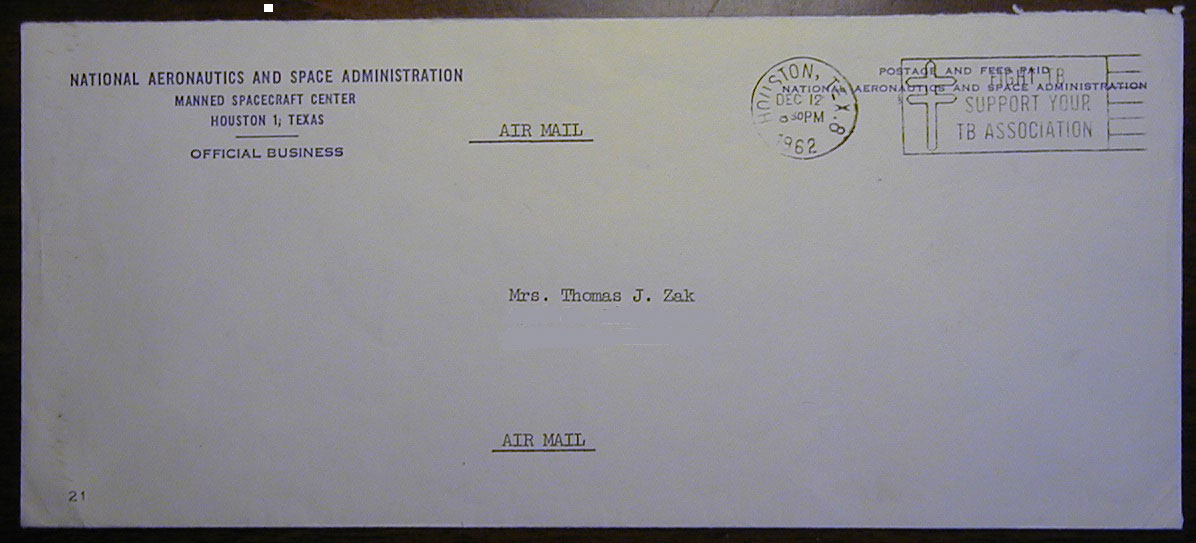 NATIONAL AERONAUTICS AND SPACE ADMINISTRATION
MANNED SPACECRAFT CENTER
HOUSTON 1, TEXAS
OFFICIAL BUSINESS
AIR MAIL
HOUSTON, TEX. 8
DEC 12
30PM
1962
POSTAGE AND FEES PAID
NATIONAL AERONAUTICS AND SPACE ADMINISTRATION
FIGHT TB
SUPPORT YOUR
TB ASSOCIATION
Mrs. Thomas J. Zak
AIR MAIL
21